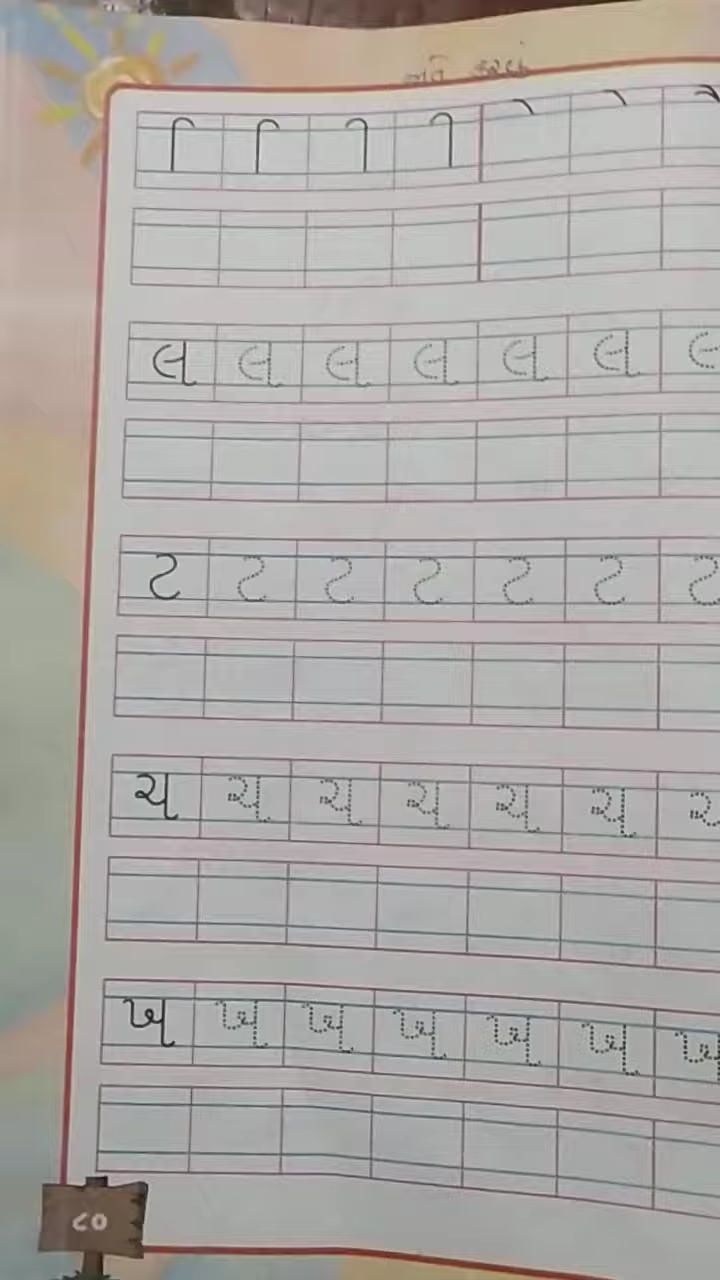 િ િ ી ી ે ે ે
લ લ લ લ લ લ લ
ટ ટ ટ ટ ટ ટ ટ
ચ ચ ચ ચ ચ ચ ચ
ખ ખ ખ ખ ખ ખ ખ
૮૦